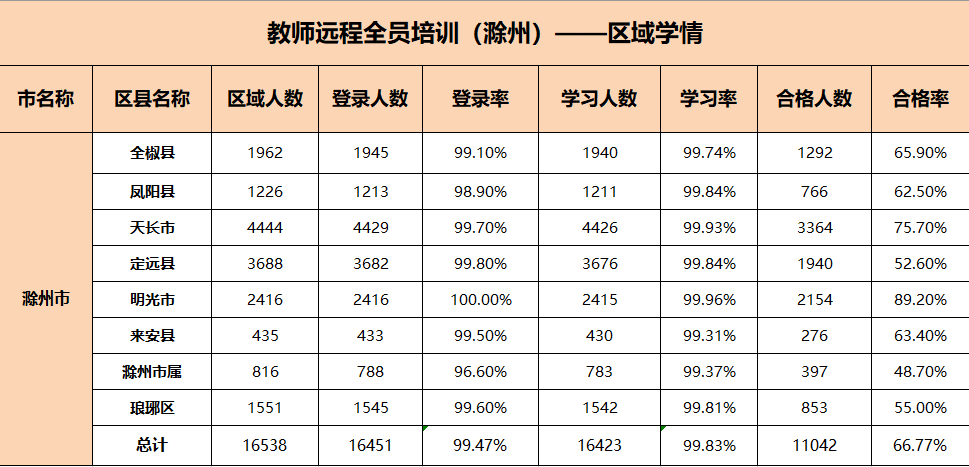 教师远程全员培训（滁州）——区域学情
市名称 区县名称 区域人数 登录人数 登录率 学习人数 学习率 合格人数 合格率
全椒县 1962 1945 99.10% 1940 99.74% 1292 65.90%
凤阳县 1226 1213 98.90% 1211 99.84% 766 62.50%
天长市 4444 4429 99.70% 4426 99.93% 3364 75.70%
定远县 3688 3682 99.80% 3676 99.84% 1940 52.60%
滁州市 明光市 2416 2416 100.00% 2415 99.96% 2154 89.20%
来安县 435 433 99.50% 430 99.31% 276 63.40%
滁州市属 816 788 96.60% 783 99.37% 397 48.70%
琅琊区 1551 1545 99.60% 1542 99.81% 853 55.00%
总计 16538 16451 99.47% 16423 99.83% 11042 66.77%